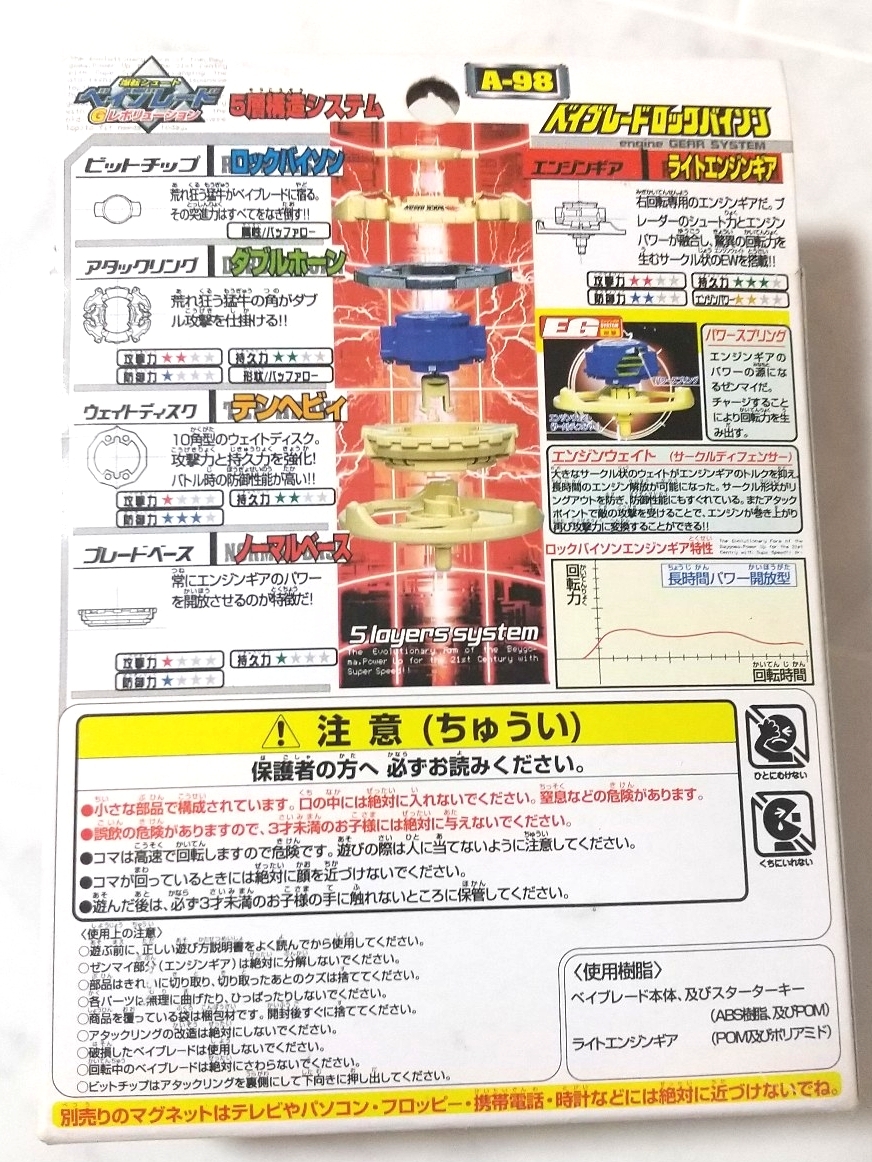 A-98
爆転シュート
ベイブレード
Gレボリューション
5層構造システム
ベイブレードロックバイソン
engine GEAR SYSTEM
ビットチップ
ロックバイソン
荒れ狂う猛牛がベイブレードに宿る。
その突進力はすべてをなぎ倒す!!
属性/バッファロー
アタックリング
ダブルホーン
荒れ狂う猛牛の角がダブ
ル攻撃を仕掛ける!!
攻撃力★★★★★
持久力★★★★★
防御力★★★★★
形状/バッファロー
ウェイトディスク
テンヘビィ
10角型のウェイトディスク。
攻撃力と持久力を強化!
バトル時の防御性能が高い!!
攻撃力★★★★★
持久力★★★★★
防御力★★★★★
ブレードベース
ノーマルベース
常にエンジンギアのパワー
を開放させるのが特徴だ!
攻撃力★★★★★
持久力★★★★★
防御力★★★★★
5 layers system
The Evolutionary Form of the Beygo-
ma.Power Up for the 21st Century with
Super Speed!!
エンジンギア
ライトエンジンギア
右回転専用のエンジンギアだ。ブ
レーダーのシュート力とエンジン
パワーが融合し、驚異の回転力を
生むサークル状のEWを搭載!!
攻撃力★★★★★
持久力★★★★★
防御力★★★★★
エンジンパワー★★★★
EG
SYSTEM
パワースプリング
エンジンギアの
パワーの源にな
るゼンマイだ。
チャージすること
により回転力を生
み出す。
エンジンウェイト (サークルディフェンサー)
大きなサークル状のウェイトがエンジンギアのトルクを抑え、
長時間のエンジン解放が可能になった。サークル形状がリ
ングアウトを防ぎ、防御性能にもすぐれている。またアタック
ポイントで敵の攻撃を受けることで、エンジンが巻き上がり
再び攻撃力に変換することができる!!
ロックバイソンエンジンギア特性
回転力
長時間パワー開放型
回転時間
注意(ちゅうい)
保護者の方へ 必ずお読みください。
●小さな部品で構成されています。口の中には絶対に入れないでください。窒息などの危険があります。
●誤飲の危険がありますので、3才未満のお子様には絶対に与えないでください。
●コマは高速で回転しますので危険です。遊びの際は人に当てないように注意してください。
●コマが回っているときには絶対に顔を近づけないでください。
●遊んだ後は、必ず3才未満のお子様の手に触れないところに保管してください。
ひとにむけない
くちにいれない
〈使用上の注意〉
○遊ぶ前に、正しい遊び方説明書をよく読んでから使用してください。
○ゼンマイ部分(エンジンギア)は絶対に分解しないでください。
○部品はきれいに切り取り、切り取ったあとのクズは捨ててください。
○各パーツに無理に曲げたり、ひっぱったりしないでください。
○商品を覆っている袋は梱包材です。開封後すぐに捨ててください。
○アタックリングの改造は絶対にしないでください。
○破損したベイブレードは使用しないでください。
○回転中のベイブレードは絶対にさわらないでください。
○ビットチップはアタックリングを裏側にして下向きに押し出してください。
〈使用樹脂〉
ベイブレード本体、及びスターターキー
(ABS樹脂、及びPOM)
ライトエンジンギア (POM及びポリアミド)
別売りのマグネットはテレビやパソコン・フロッピー・携帯電話・時計などには絶対に近づけないでね。